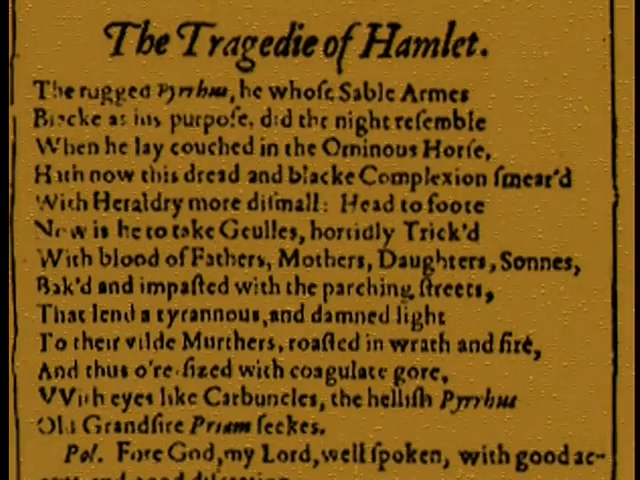 The Tragedie of Hamlet.
The rugged Pyrrhus, he whoſe Sable Armes
Blacke as his purpoſe, did the night reſemble
When he lay couched in the Ominous Horſe,
Hath now this dread and blacke Complexion ſmear'd
With Heraldry more diſmall: Head to foote
Now is he to take Geulles, horridly Trick'd
With blood of Fathers, Mothers, Daughters, Sonnes,
Bak'd and impaſted with the parching ſtreets,
That lend a tyrannous, and damned light
To their vilde Murthers, roaſted in wrath and fire,
And thus o're-ſized with coagulate gore,
VVith eyes like Carbuncles, the helliſh Pyrrhus
Old Grandſire Priam ſeekes.
Pol. Fore God, my Lord, well ſpoken, with good ac-